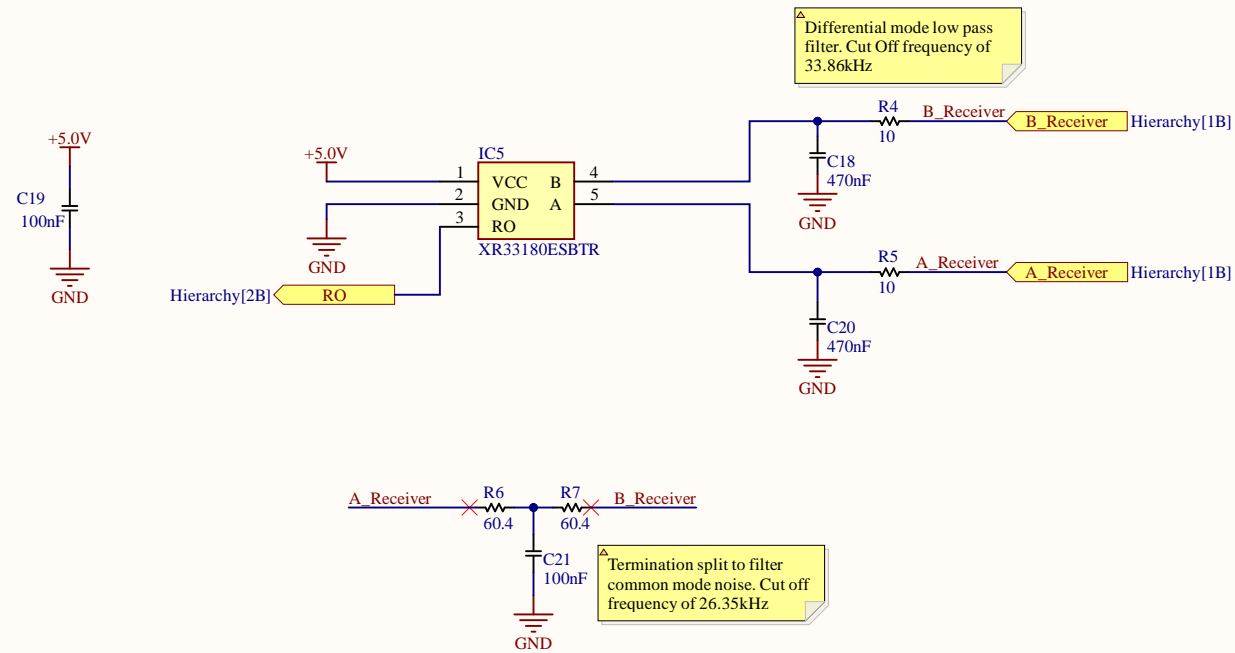 Differential mode low pass
filter. Cut Off frequency of
33.86kHz
R4
10
B_Receiver
B_Receiver
Hierarchy[1B]
C18
470nF
GND
+5.0V
C19
100nF
GND
+5.0V
IC5
1
VCC
B
4
2
GND
A
5
3
RO
XR33180ESBTR
GND
Hierarchy[2B]
RO
R5
10
A_Receiver
A_Receiver
Hierarchy[1B]
C20
470nF
GND
A_Receiver
R6
60.4
R7
60.4
B_Receiver
C21
100nF
GND
Termination split to filter
common mode noise. Cut off
frequency of 26.35kHz